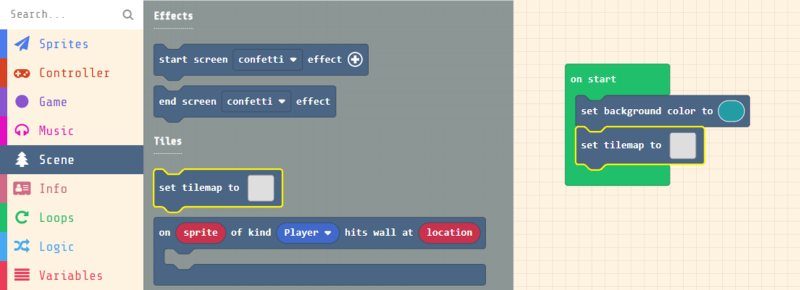 Search...
Sprites
Controller
Game
Music
Scene
Info
Loops
Logic
Variables
Effects
start screen confetti effect
end screen confetti effect
Tiles
set tilemap to
on sprite of kind Player hits wall at location
on start
set background color to
set tilemap to